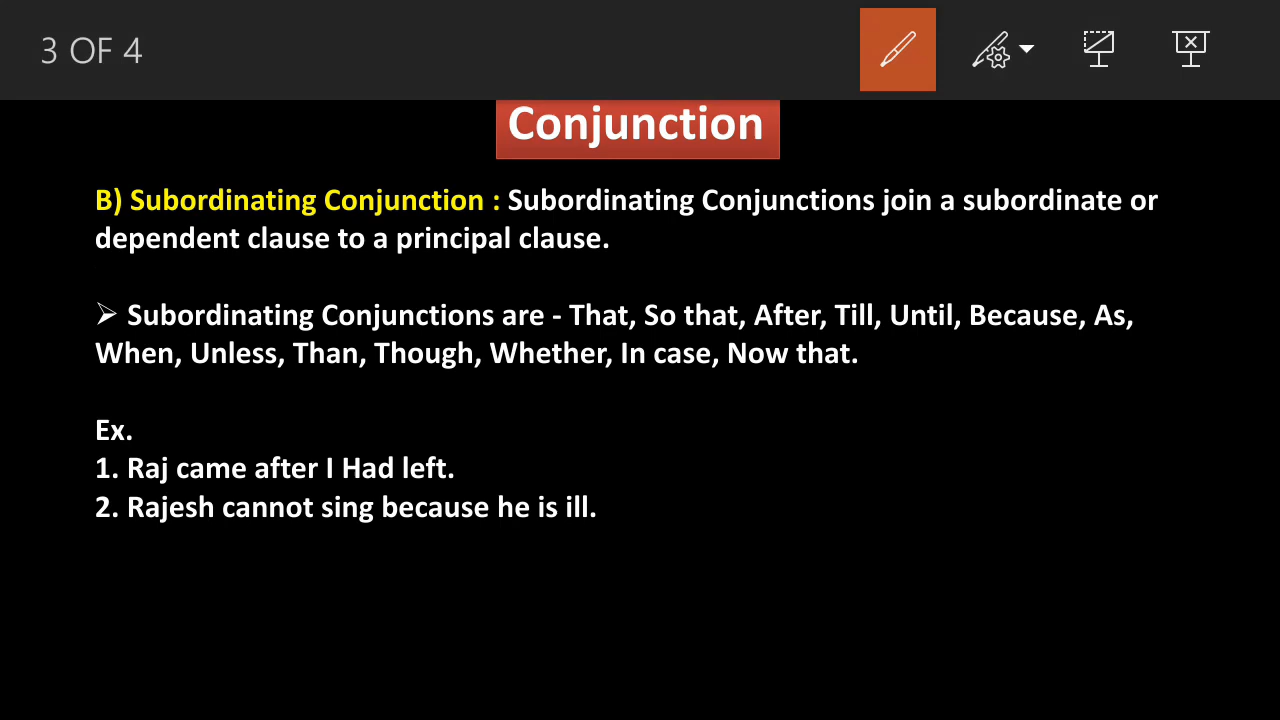 3 OF 4
Conjunction
B) Subordinating Conjunction : Subordinating Conjunctions join a subordinate or
dependent clause to a principal clause.
➢ Subordinating Conjunctions are - That, So that, After, Till, Until, Because, As,
When, Unless, Than, Though, Whether, In case, Now that.
Ex.
1. Raj came after I Had left.
2. Rajesh cannot sing because he is ill.